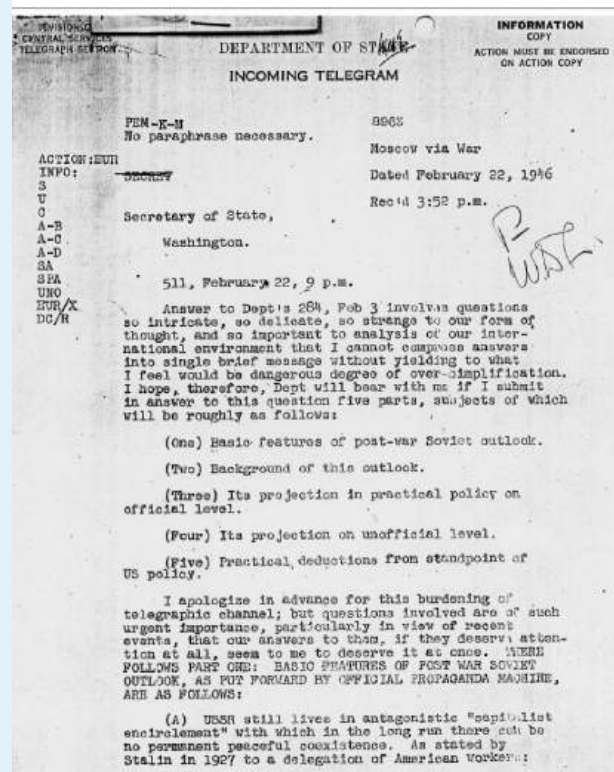 DIVISION OF
CENTRAL SERVICES
TELEGRAPH SECTION
DEPARTMENT OF STATE
INCOMING TELEGRAM
INFORMATION
COPY
ACTION MUST BE ENDORSED
ON ACTION COPY
PEM-K-M
No paraphrase necessary.
8963
Moscow via War
ACTION:EUR
INFO:
SECRET
Dated February 22, 1946
S
U
C
A-B
A-C
A-D
SA
SPA
UNO
EUR/X
DC/R
Rec'd 3:52 p.m.
Secretary of State,
Washington.
511, February 22, 9 p.m.
Answer to Dept's 284, Feb 3 involves questions
so intricate, so delicate, so strange to our form of
thought, and so important to analysis of our inter-
national environment that I cannot compress answers
into single brief message without yielding to what
I feel would be dangerous degree of over-simplification.
I hope, therefore, Dept will bear with me if I submit
in answer to this question five parts, subjects of which
will be roughly as follows:
(One) Basic features of post-war Soviet outlook.
(Two) Background of this outlook.
(Three) Its projection in practical policy on
official level.
(Four) Its projection on unofficial level.
(Five) Practical deductions from standpoint of
US policy.
I apologize in advance for this burdening of
telegraphic channel; but questions involved are of such
urgent importance, particularly in view of recent
events, that our answers to them, if they deserve atten-
tion at all, seem to me to deserve it at once. THERE
FOLLOWS PART ONE: BASIC FEATURES OF POST WAR SOVIET
OUTLOOK, AS PUT FORWARD BY OFFICIAL PROPAGANDA MACHINE,
ARE AS FOLLOWS:
(A) USSR still lives in antagonistic "capitalist
encirclement" with which in the long run there can be
no permanent peaceful coexistence. As stated by
Stalin in 1927 to a delegation of American workers: